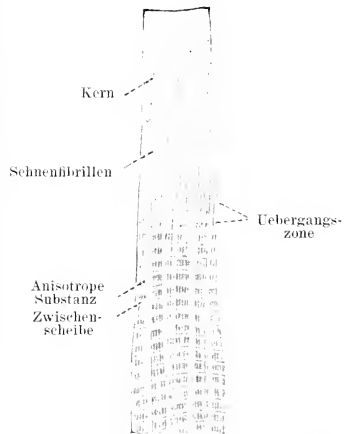 Kern
Sehnenfibrillen
Uebergangs-
zone
Anisotrope
Substanz
Zwischen-
scheibe